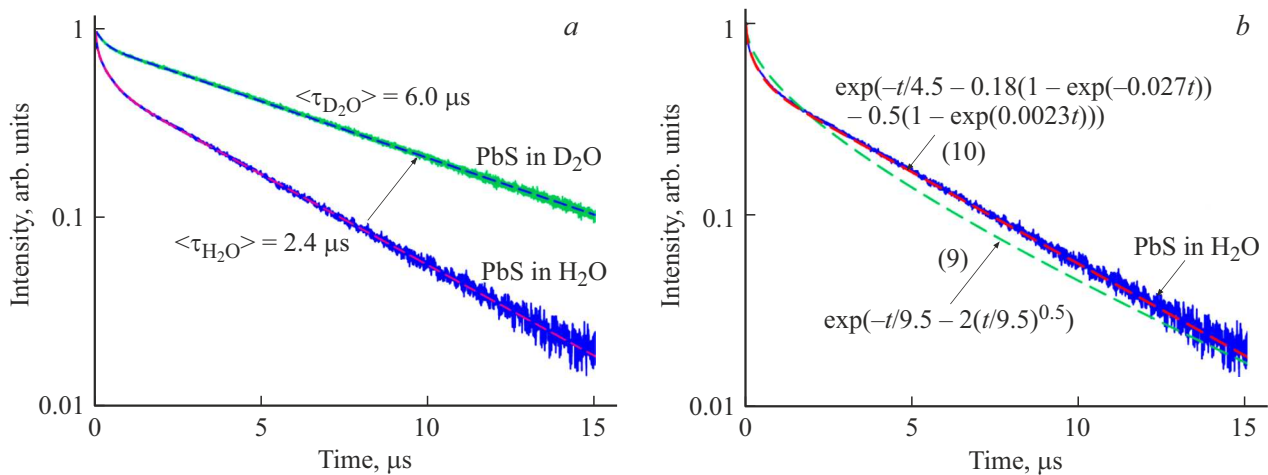 a
1
0.1
0.01
Intensity, arb. units
<τD₂O> = 6.0 μs
PbS in D₂O
<τH₂O> = 2.4 μs
PbS in H₂O
0
5
10
15
Time, μs
b
1
0.1
0.01
Intensity, arb. units
exp(–t/4.5 – 0.18(1 – exp(–0.027t))
– 0.5(1 – exp(0.0023t)))
(10)
PbS in H₂O
(9)
exp(–t/9.5 – 2(t/9.5)⁰·⁵)
0
5
10
15
Time, μs